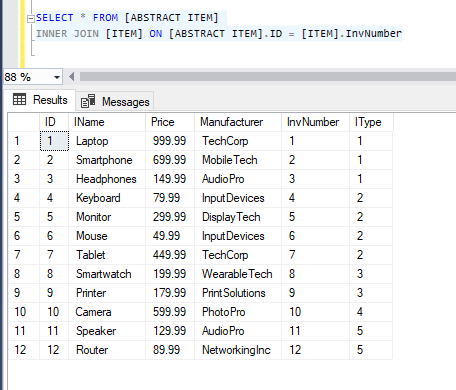 SELECT * FROM [ABSTRACT ITEM]
INNER JOIN [ITEM] ON [ABSTRACT ITEM].ID = [ITEM].InvNumber
88 %
Results Messages
ID IName Price Manufacturer InvNumber IType
1 1 Laptop 999.99 TechCorp 1 1
2 2 Smartphone 699.99 MobileTech 2 1
3 3 Headphones 149.99 AudioPro 3 1
4 4 Keyboard 79.99 InputDevices 4 2
5 5 Monitor 299.99 DisplayTech 5 2
6 6 Mouse 49.99 InputDevices 6 2
7 7 Tablet 449.99 TechCorp 7 2
8 8 Smartwatch 199.99 WearableTech 8 3
9 9 Printer 179.99 PrintSolutions 9 3
10 10 Camera 599.99 PhotoPro 10 4
11 11 Speaker 129.99 AudioPro 11 5
12 12 Router 89.99 NetworkingInc 12 5